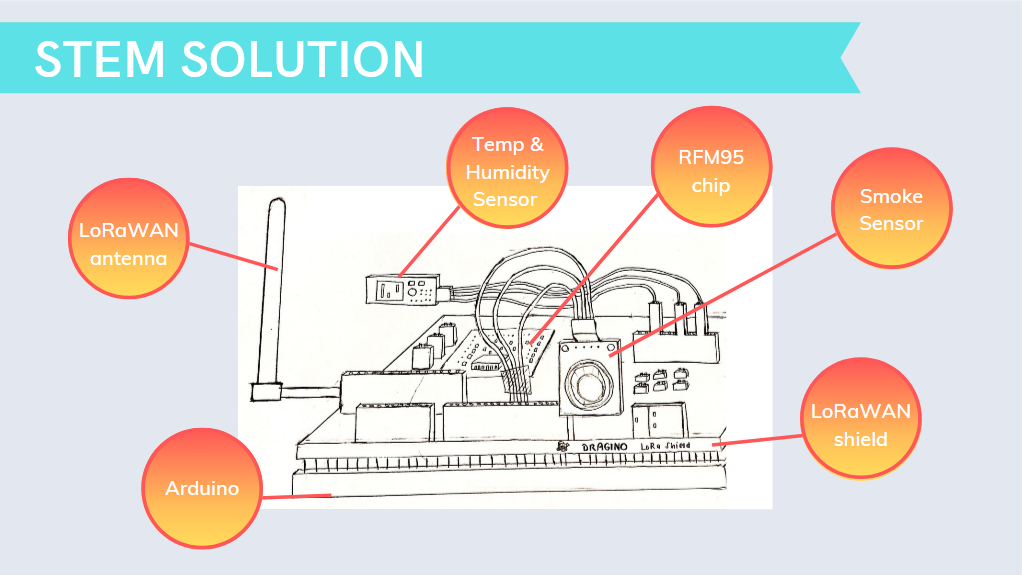 STEM SOLUTION
Temp &
Humidity
Sensor
RFM95
chip
Smoke
Sensor
LoRaWAN
antenna
LoRaWAN
shield
DRAGINO LoRa Shield
Arduino